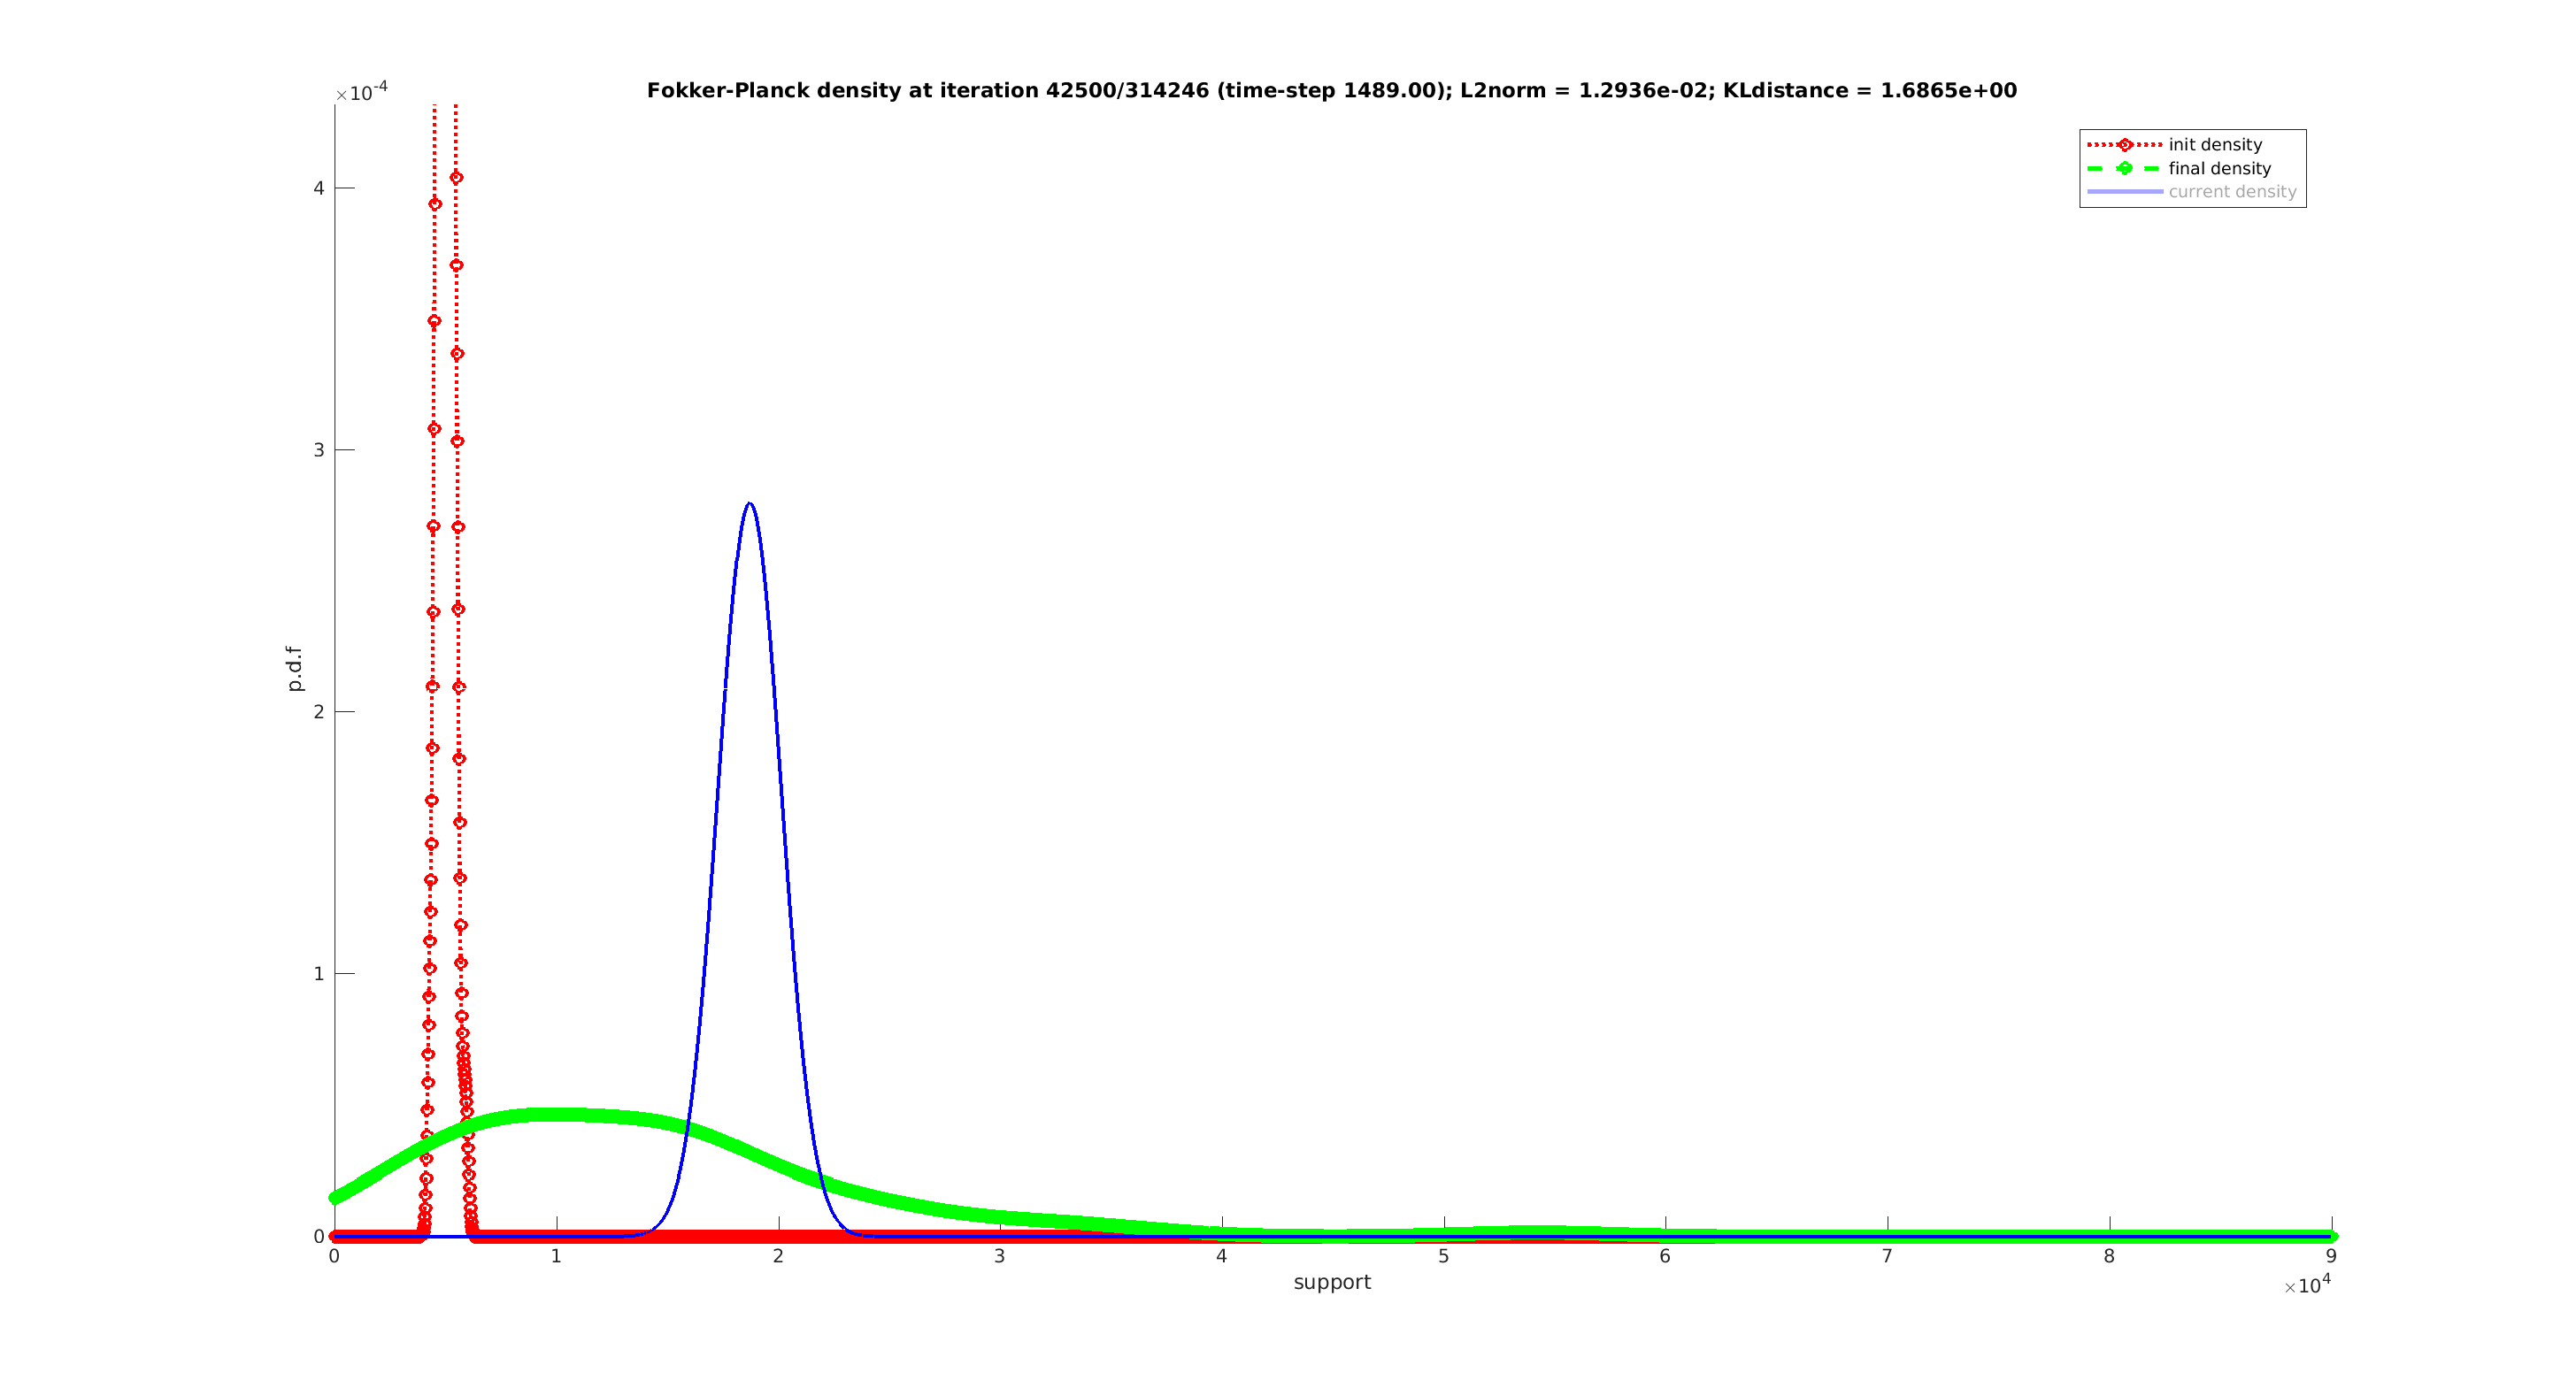 Fokker-Planck density at iteration 42500/314246 (time-step 1489.00); L2norm = 1.2936e-02; KLdistance = 1.6865e+00
×10-4
init density
final density
current density
4
3
2
1
0
p.d.f
0 1 2 3 4 5 6 7 8 9
support
×104